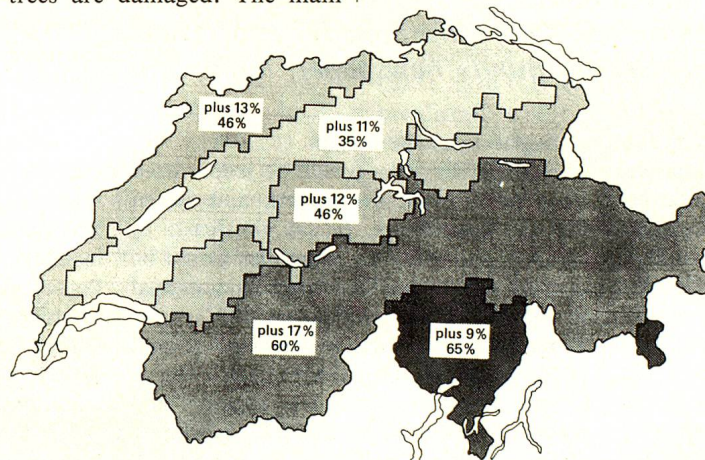 trees are damaged. The main
plus 13%
46%
plus 11%
35%
plus 12%
46%
plus 17%
60%
plus 9%
65%